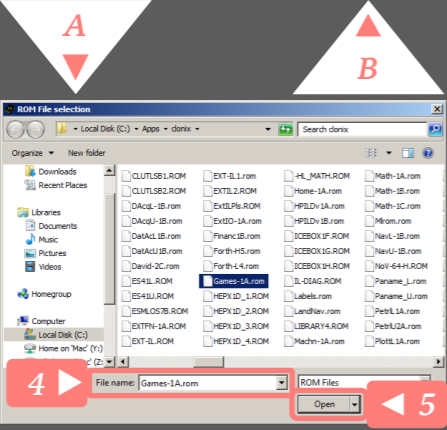 A
B
ROM File selection
Local Disk (C:) Apps clonix
Search clonix
Organize New folder
Downloads
Recent Places
Libraries
Documents
Music
Pictures
Videos
Homegroup
Computer
Local Disk (C:)
Home on 'Mac' (Y:)
CLUTLSB1.ROM
CLUTLSB2.ROM
DAcqL-1B.rom
DAcqU-1B.rom
DatAcL1B.rom
DatAcU1B.rom
David-2C.rom
ES41L.ROM
ES41U.ROM
ESMLOS7B.ROM
EXTFN-1A.ROM
EXT-IL.ROM
EXT-IL1.rom
EXTIL2.ROM
ExtILPls.ROM
ExtIO-1A.rom
Financ1B.rom
Forth-H5.rom
Forth-L4.rom
Games-1A.rom
HEPX1D_1.ROM
HEPX1D_2.ROM
HEPX1D_3.ROM
HEPX1D_4.ROM
-HL_MATH.ROM
Home-1A.rom
HPILDv1A.rom
HPILDv1B.rom
ICEBOX1F.ROM
ICEBOX1G.ROM
ICEBOX1H.ROM
IL-DIAG.ROM
Labels.rom
LandNav.rom
LIBRARY4.ROM
Machn-1A.rom
Math-1A.rom
Math-1B.rom
Math-1C.rom
Mlrom.rom
NavL-1B.rom
NavU-1B.rom
NoV-64-H.ROM
Paname_L.rom
Paname_U.rom
PetrlL1A.rom
PetrlU2A.rom
PlottL1A.rom
4
File name: Games-1A.rom
ROM Files
Open
5